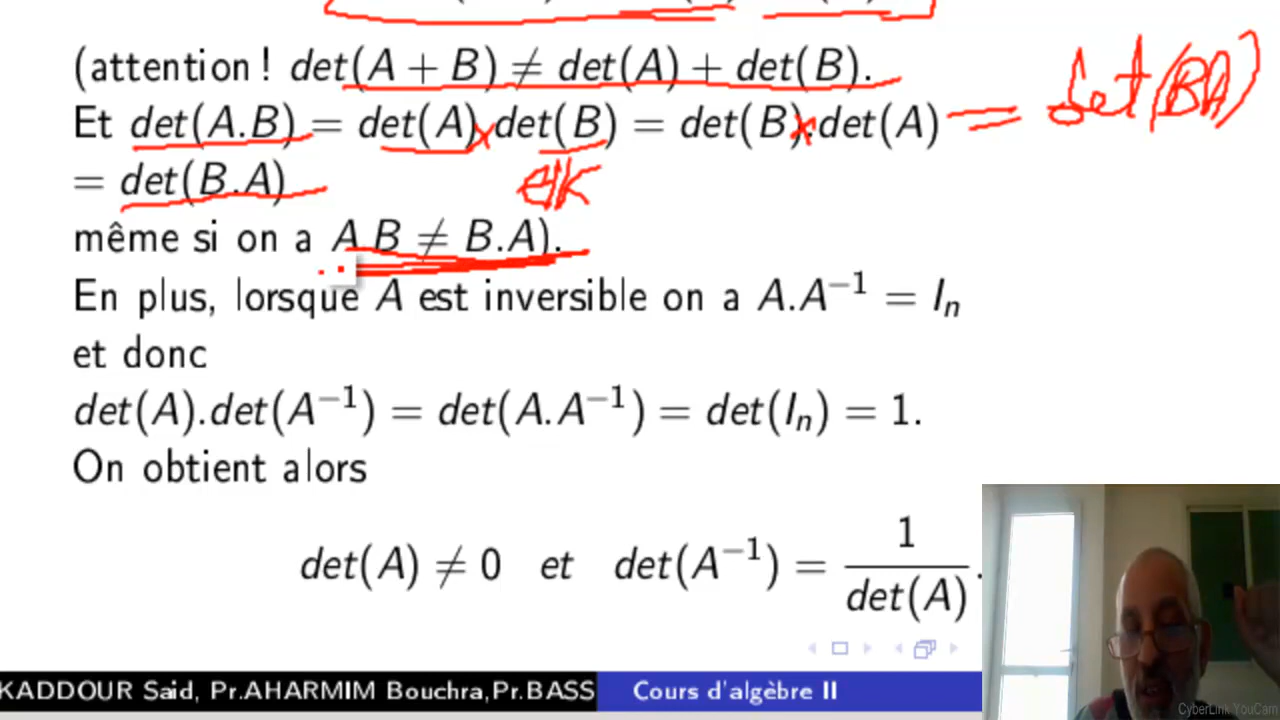 (attention ! det(A + B) ≠ det(A) + det(B).
Et det(A.B) = det(A)×det(B) = det(B)×det(A) = det(BA)
= det(B.A)
∈ K
même si on a A.B ≠ B.A).
En plus, lorsque A est inversible on a A.A⁻¹ = Iₙ
et donc
det(A).det(A⁻¹) = det(A.A⁻¹) = det(Iₙ) = 1.
On obtient alors
det(A) ≠ 0 et det(A⁻¹) = 1/det(A).
KADDOUR Said, Pr.AHARMIM Bouchra,Pr.BASS
Cours d'algèbre II
CyberLink YouCam